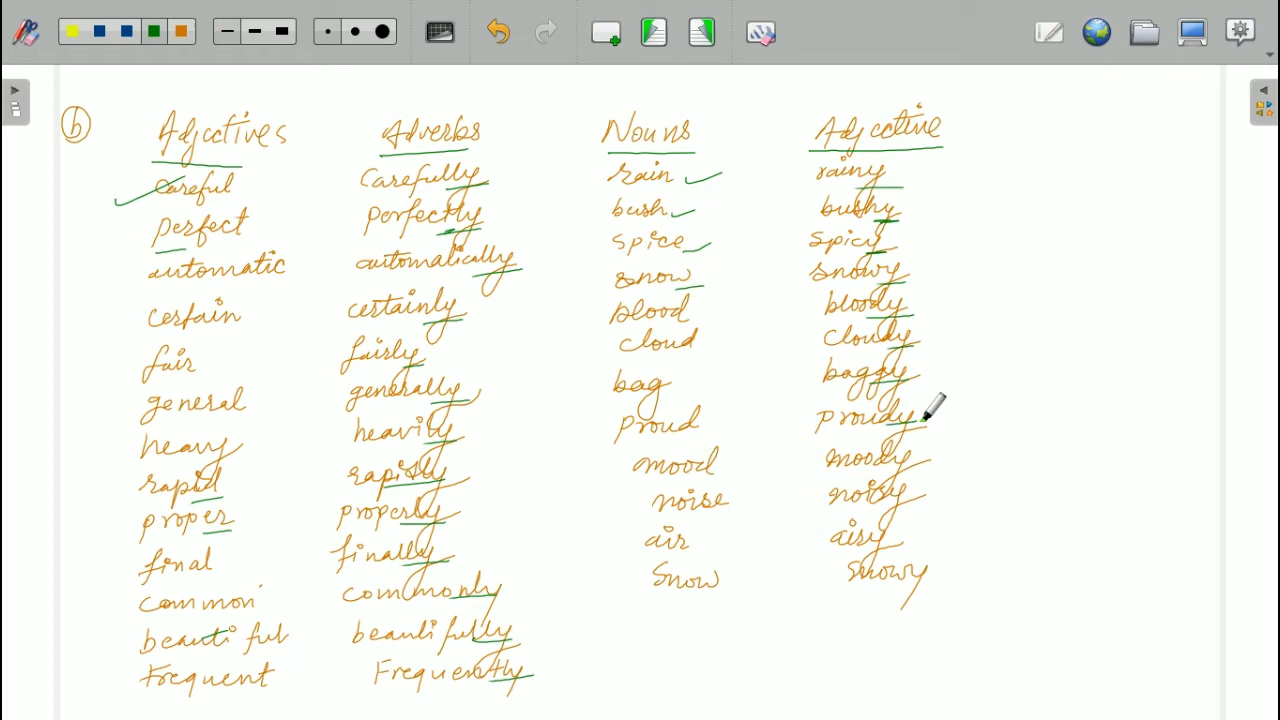 b Adjectives Adverbs Nouns Adjective
careful Carefully rain rainy
perfect perfectly bush bushy
automatic automatically spice spicy
certain certainly snow snowy
fair fairly blood bloody
general generally cloud cloudy
heavy heavily bag baggy
rapid rapidly proud proudy
proper properly mood moody
final finally noise noisy
common commonly air airy
beautiful beautifully Snow Snowy
Frequent Frequently